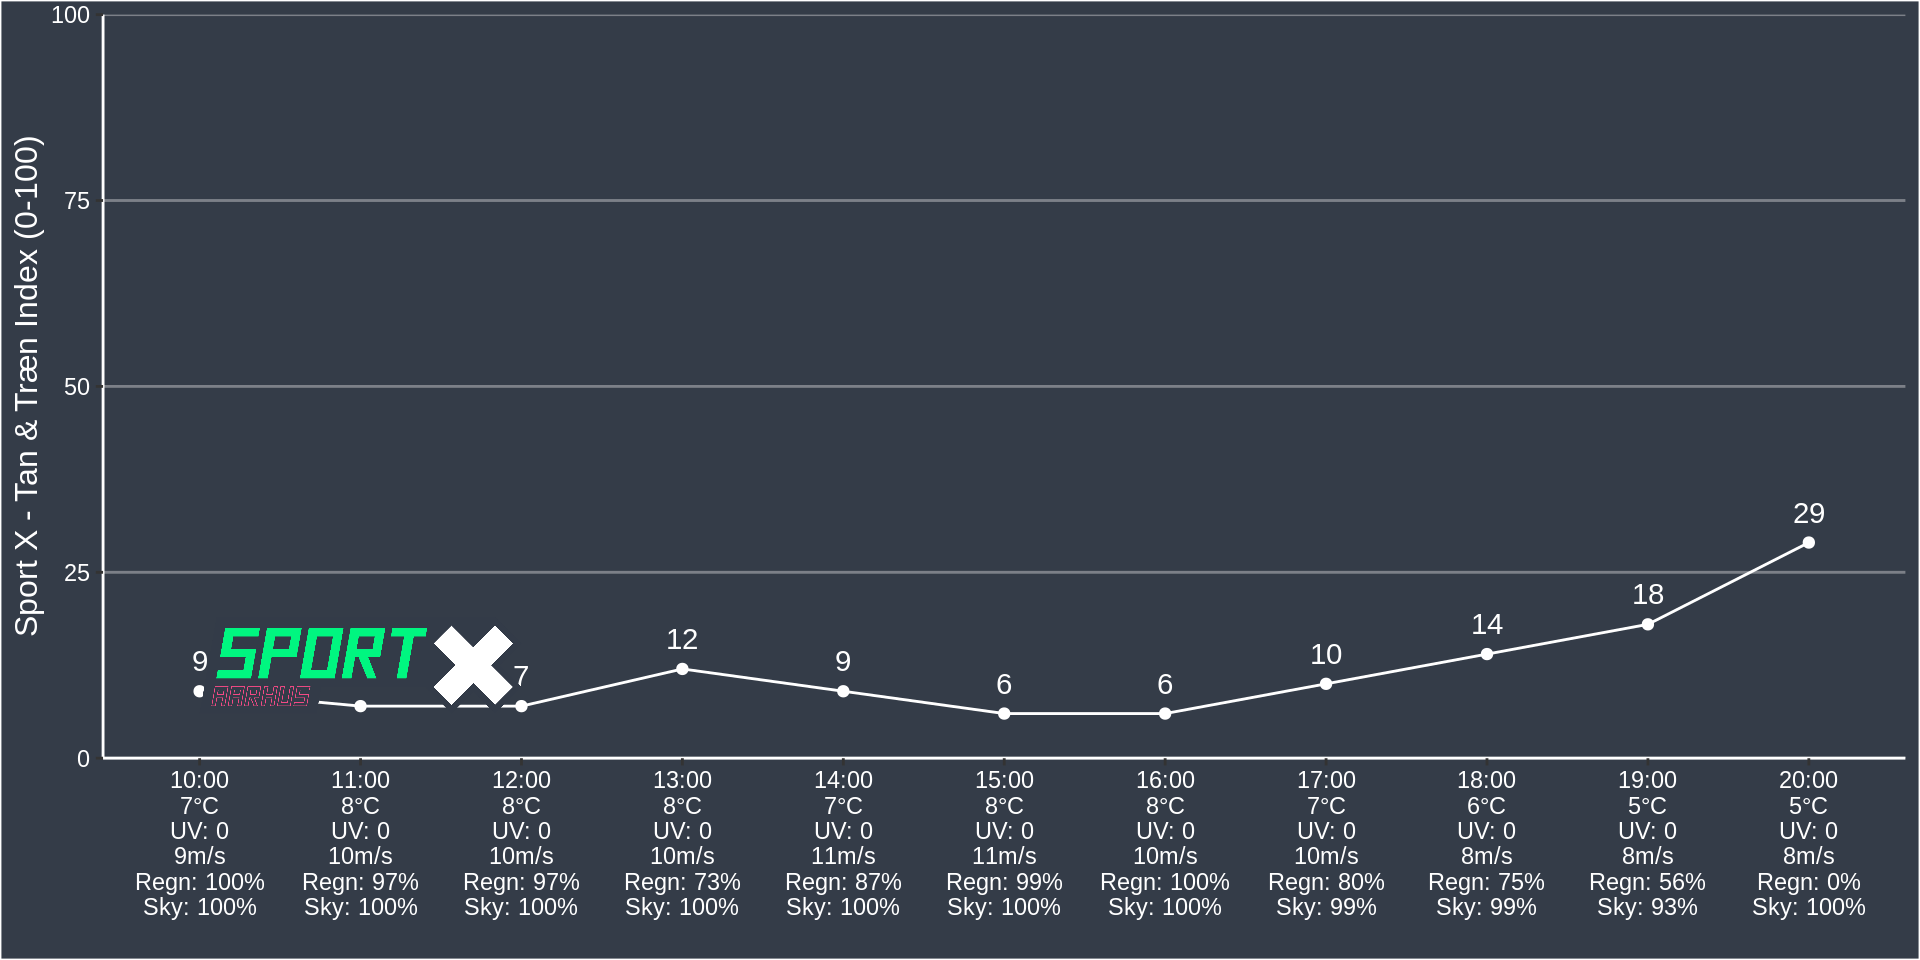 100
75
50
25
0
Sport X - Tan & Træn Index (0-100)
9
7
12
9
6
6
10
14
18
29
SPORT X
AARHUS
10:00 11:00 12:00 13:00 14:00 15:00 16:00 17:00 18:00 19:00 20:00
7°C 8°C 8°C 8°C 7°C 8°C 8°C 7°C 6°C 5°C 5°C
UV: 0 UV: 0 UV: 0 UV: 0 UV: 0 UV: 0 UV: 0 UV: 0 UV: 0 UV: 0 UV: 0
9m/s 10m/s 10m/s 10m/s 11m/s 11m/s 10m/s 10m/s 8m/s 8m/s 8m/s
Regn: 100% Regn: 97% Regn: 97% Regn: 73% Regn: 87% Regn: 99% Regn: 100% Regn: 80% Regn: 75% Regn: 56% Regn: 0%
Sky: 100% Sky: 100% Sky: 100% Sky: 100% Sky: 100% Sky: 100% Sky: 100% Sky: 99% Sky: 99% Sky: 93% Sky: 100%